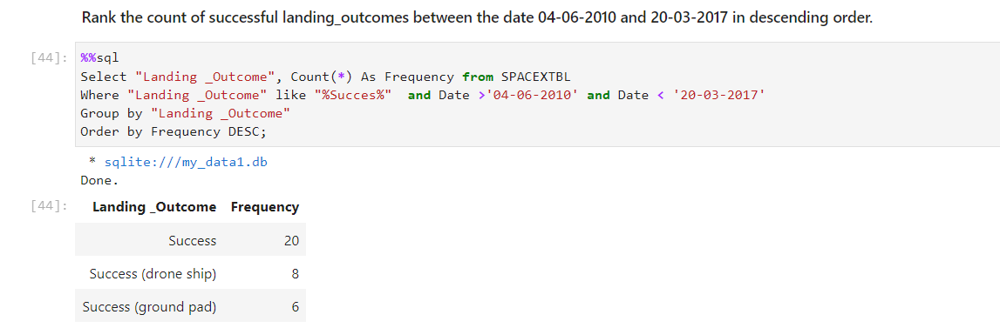 Rank the count of successful landing_outcomes between the date 04-06-2010 and 20-03-2017 in descending order.
[44]: %%sql
Select "Landing _Outcome", Count(*) As Frequency from SPACEXTBL
Where "Landing _Outcome" like "%Succes%"  and Date >'04-06-2010' and Date < '20-03-2017'
Group by "Landing _Outcome"
Order by Frequency DESC;
* sqlite:///my_data1.db
Done.
[44]: Landing _Outcome Frequency
Success 20
Success (drone ship) 8
Success (ground pad) 6